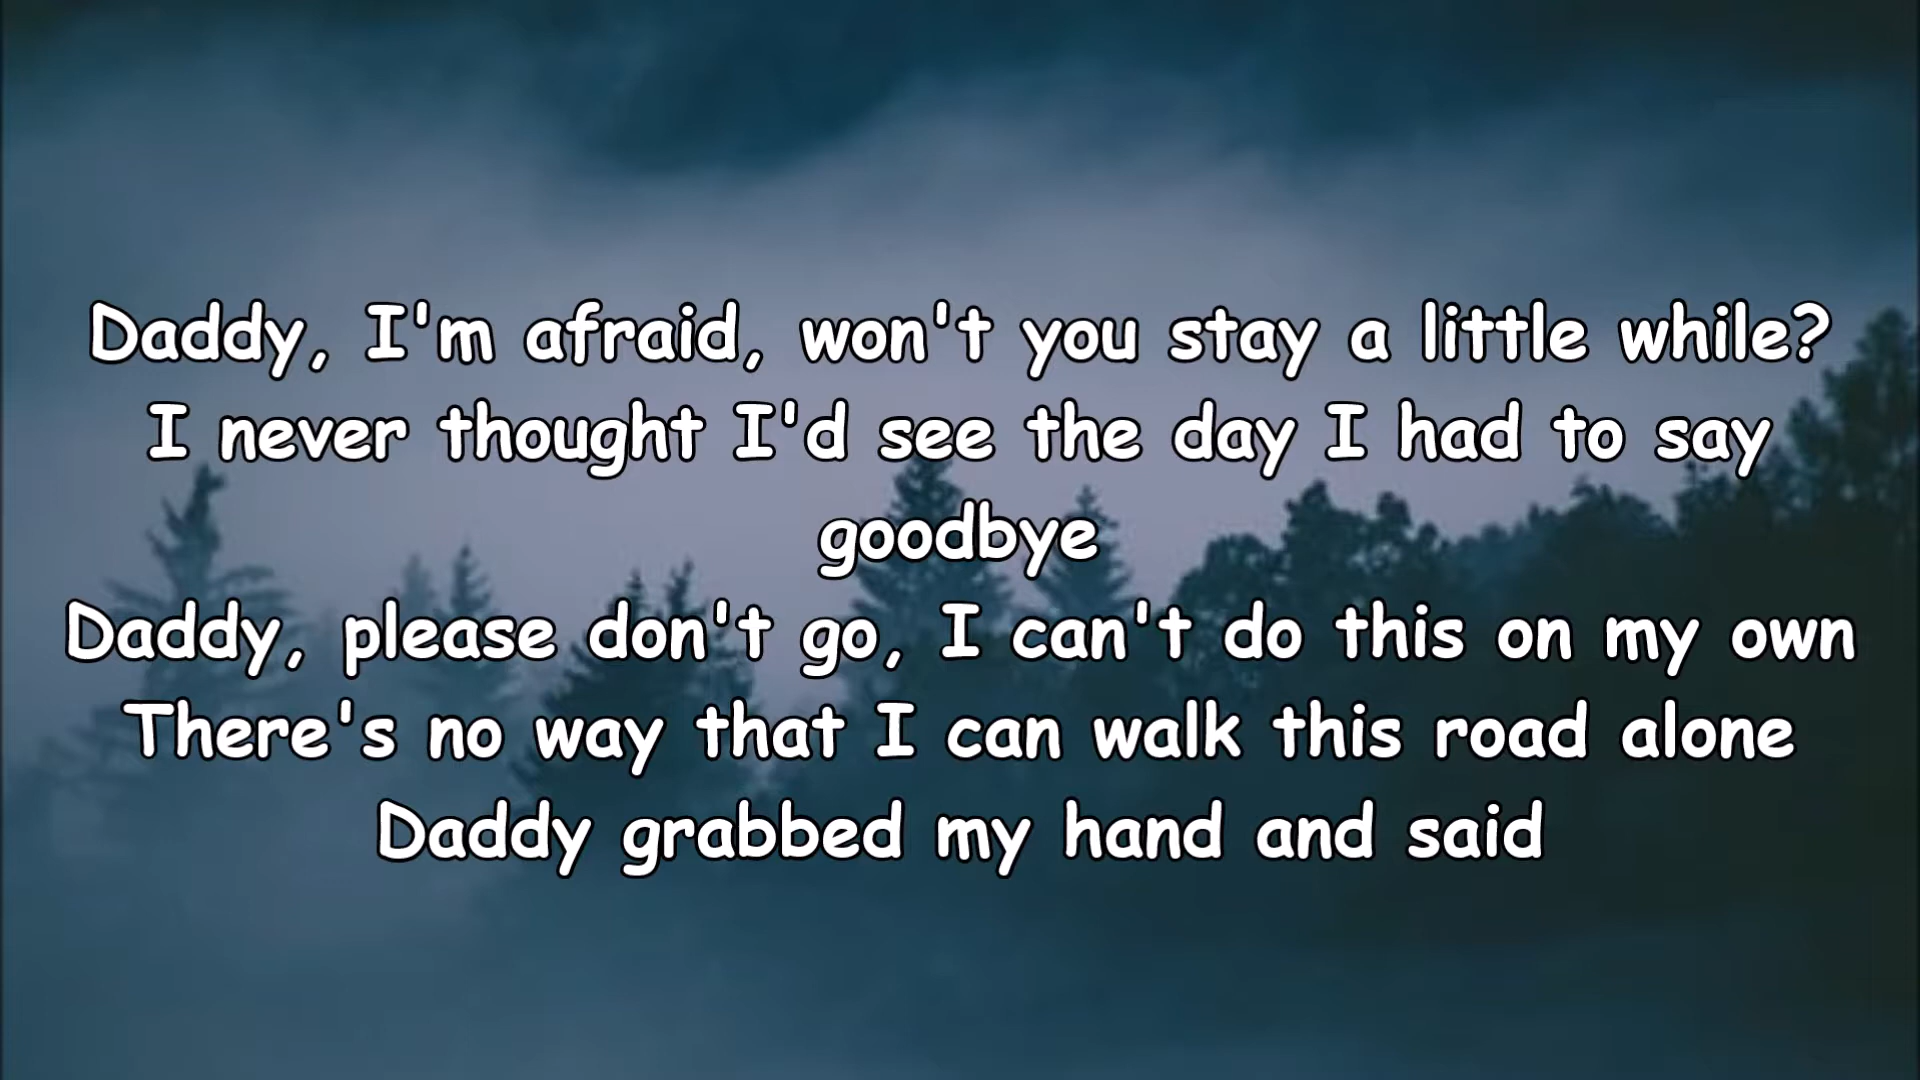 Daddy, I'm afraid, won't you stay a little while?
I never thought I'd see the day I had to say
goodbye
Daddy, please don't go, I can't do this on my own
There's no way that I can walk this road alone
Daddy grabbed my hand and said